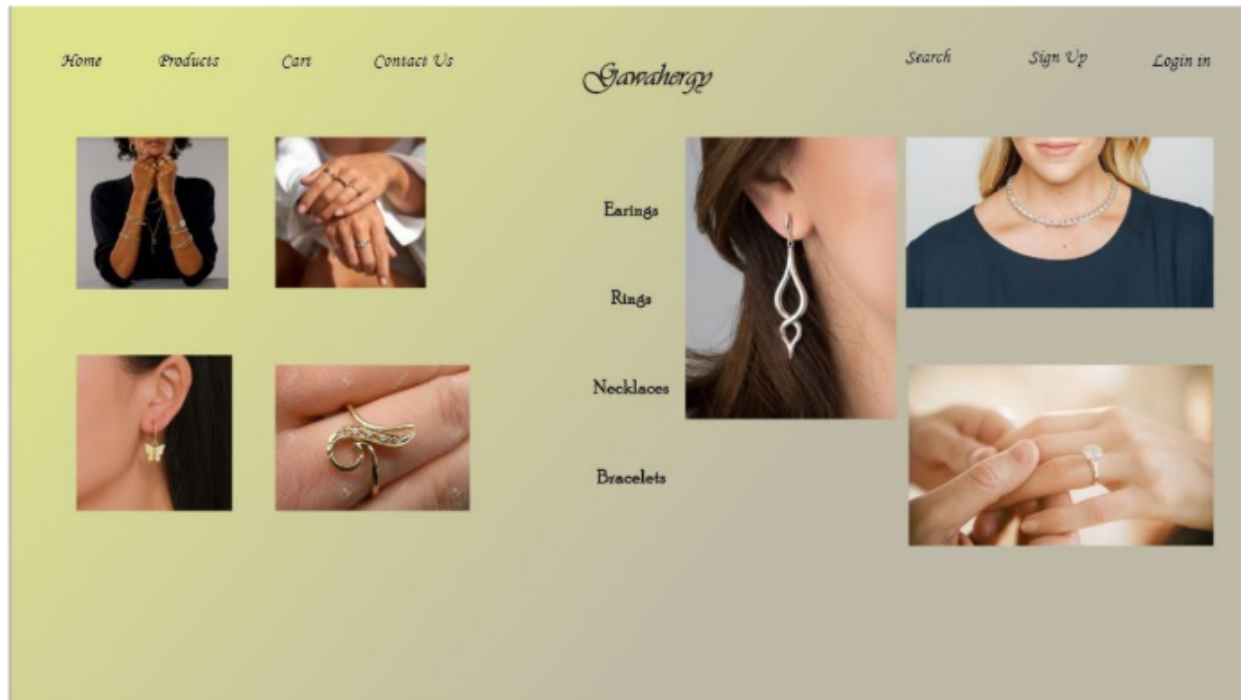 Home Products Cart Contact Us Gawahergy Search Sign Up Login in
Earings
Rings
Necklaces
Bracelets